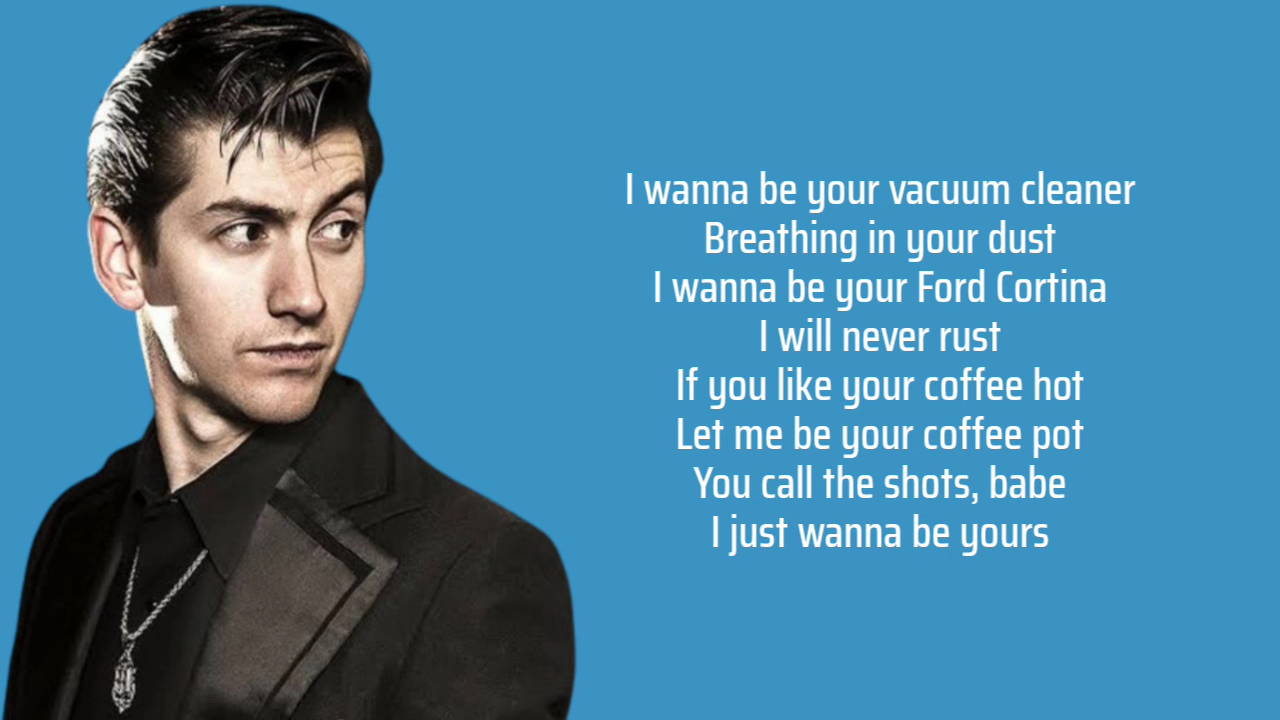 I wanna be your vacuum cleaner
Breathing in your dust
I wanna be your Ford Cortina
I will never rust
If you like your coffee hot
Let me be your coffee pot
You call the shots, babe
I just wanna be yours